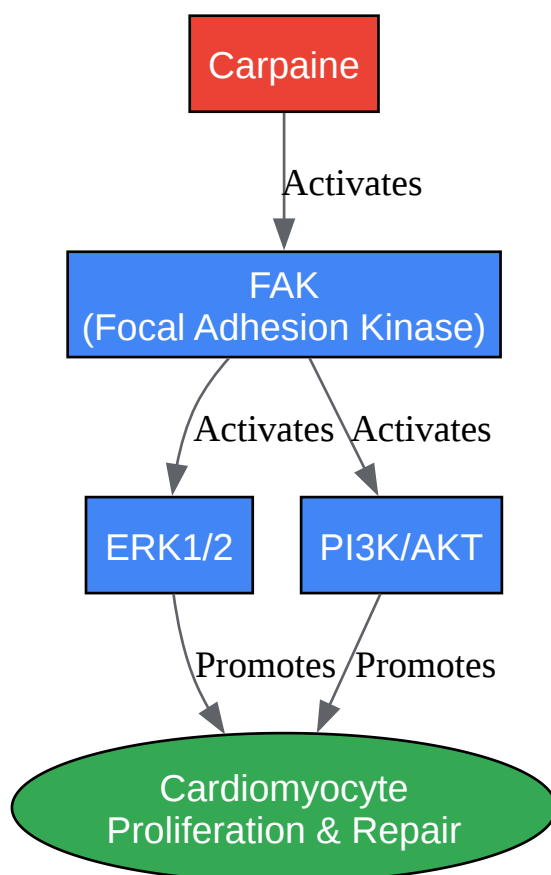 Carpaine
Activates
FAK
(Focal Adhesion Kinase)
Activates
Activates
ERK1/2
PI3K/AKT
Promotes
Promotes
Cardiomyocyte
Proliferation & Repair